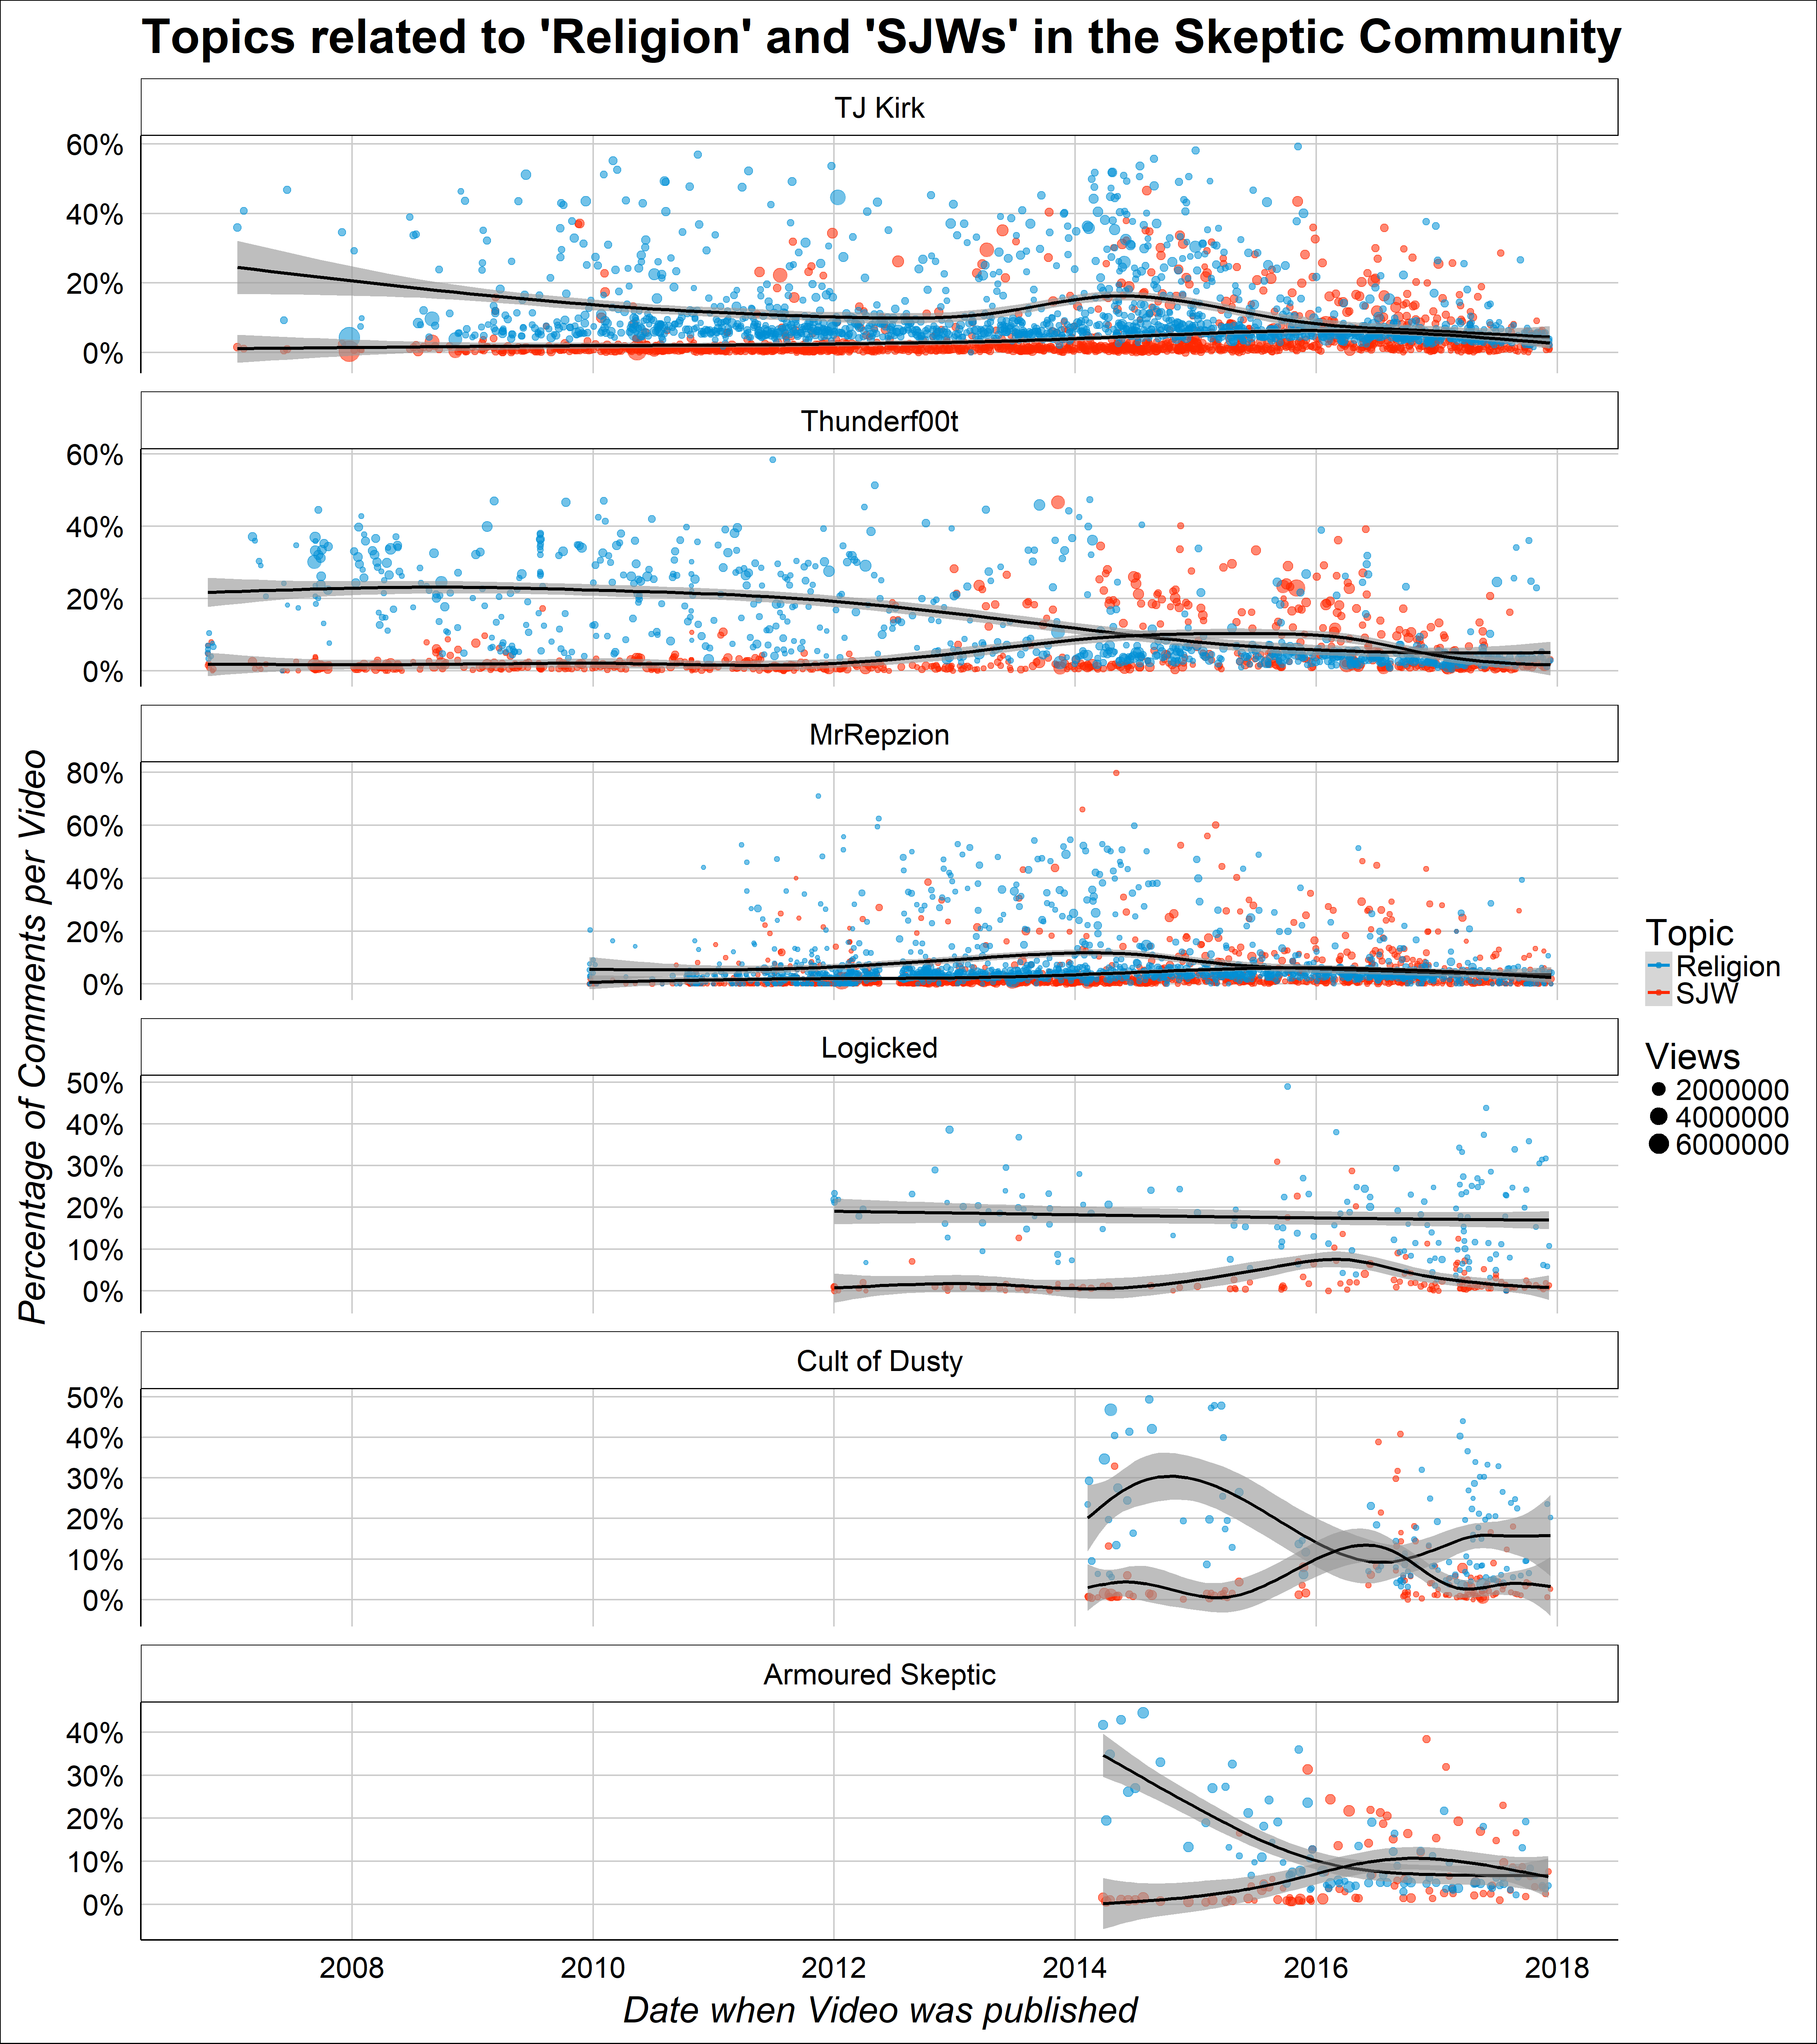 Topics related to 'Religion' and 'SJWs' in the Skeptic Community
TJ Kirk
60%
40%
20%
0%
Thunderf00t
60%
40%
20%
0%
MrRepzion
80%
60%
40%
20%
0%
Logicked
50%
40%
30%
20%
10%
0%
Cult of Dusty
50%
40%
30%
20%
10%
0%
Armoured Skeptic
40%
30%
20%
10%
0%
2008 2010 2012 2014 2016 2018
Date when Video was published
Percentage of Comments per Video
Topic
Religion
SJW
Views
2000000
4000000
6000000